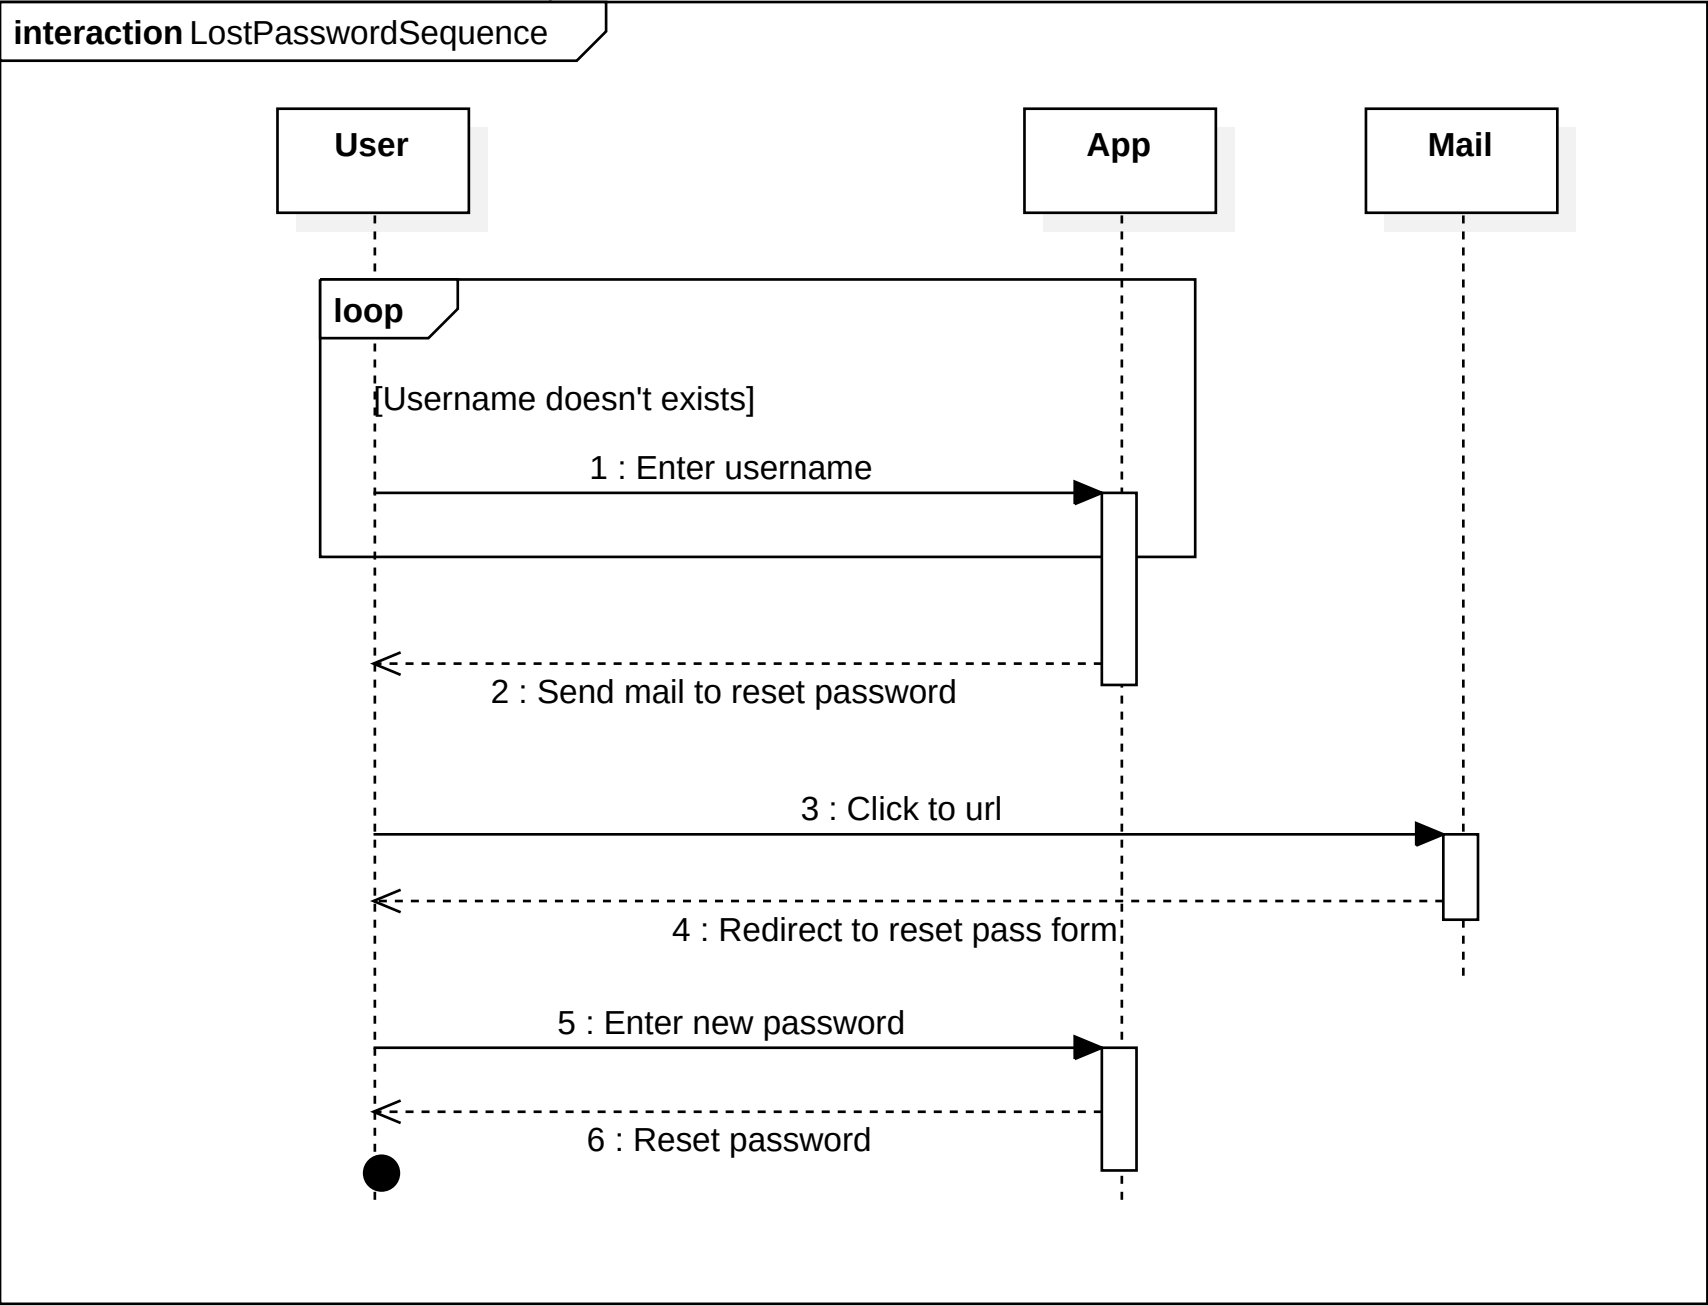 interaction LostPasswordSequence
User
App
Mail
loop
[Username doesn't exists]
1 : Enter username
2 : Send mail to reset password
3 : Click to url
4 : Redirect to reset pass form
5 : Enter new password
6 : Reset password